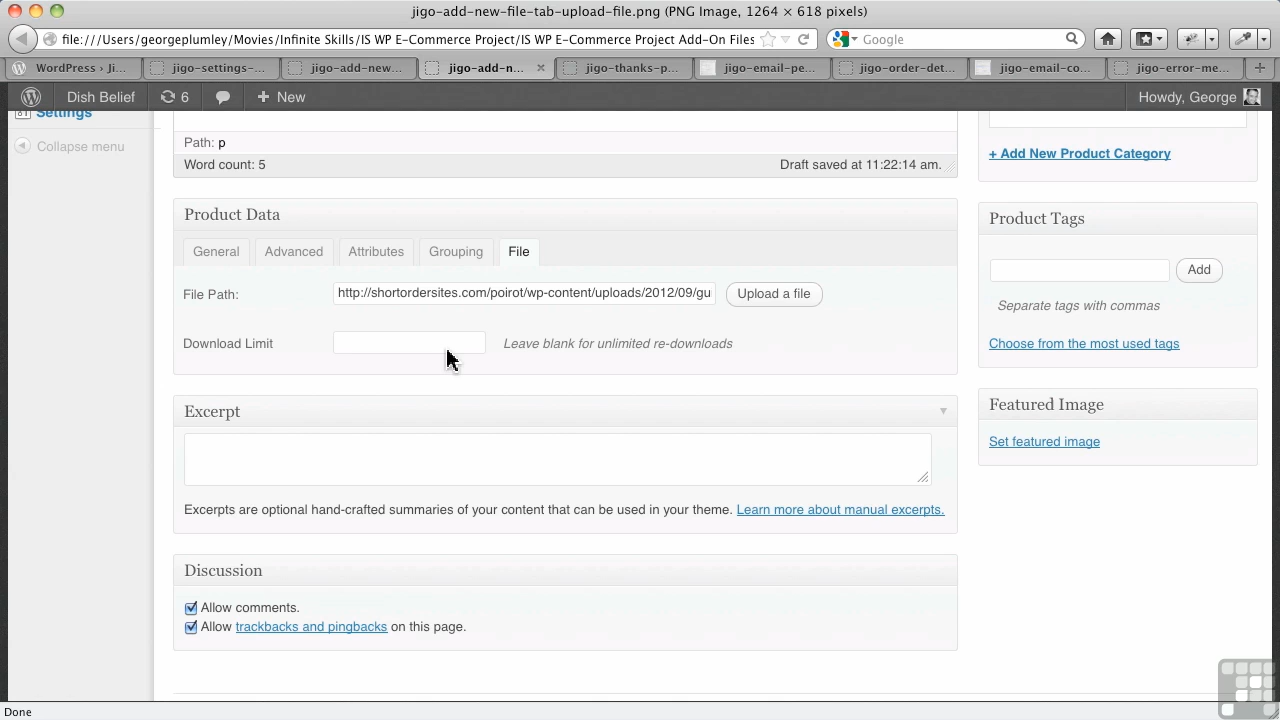 jigo-add-new-file-tab-upload-file.png (PNG Image, 1264 × 618 pixels)
file:///Users/georgeplumley/Movies/Infinite Skills/IS WP E-Commerce Project/IS WP E-Commerce Project Add-On Files
Google
WordPress › Ji...
jigo-settings-...
jigo-add-new...
jigo-add-n...
jigo-thanks-p...
jigo-email-pe...
jigo-order-det...
jigo-email-co...
jigo-error-me...
Dish Belief
6
New
Howdy, George
Settings
Collapse menu
Path: p
Word count: 5
Draft saved at 11:22:14 am.
+ Add New Product Category
Product Data
General
Advanced
Attributes
Grouping
File
File Path:
http://shortordersites.com/poirot/wp-content/uploads/2012/09/gu
Upload a file
Download Limit
Leave blank for unlimited re-downloads
Product Tags
Add
Separate tags with commas
Choose from the most used tags
Excerpt
Excerpts are optional hand-crafted summaries of your content that can be used in your theme. Learn more about manual excerpts.
Featured Image
Set featured image
Discussion
Allow comments.
Allow trackbacks and pingbacks on this page.
Done